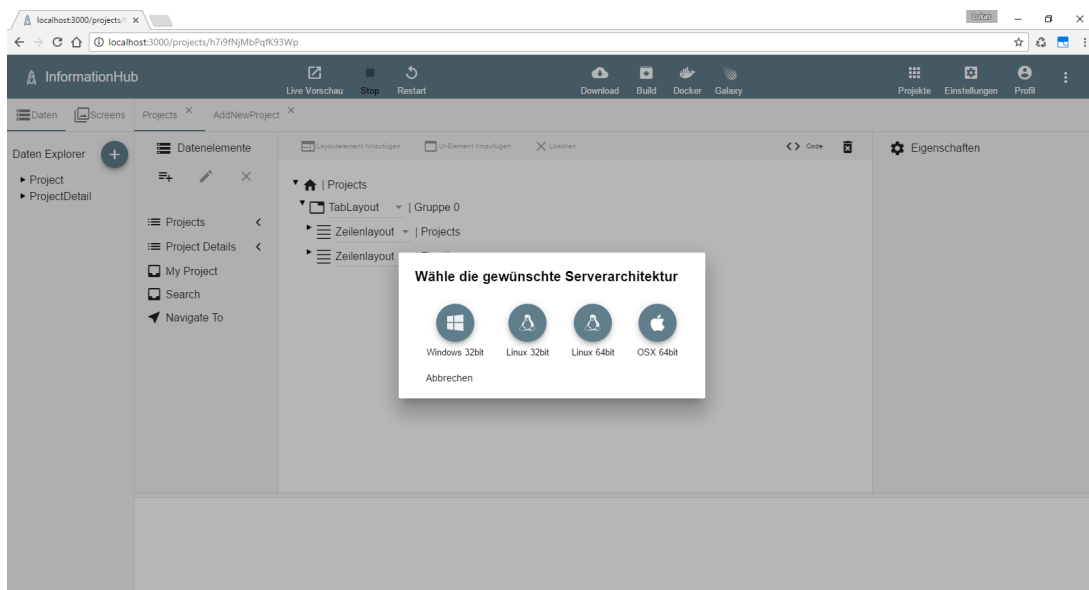 localhost:3000/projects/
Lukas
localhost:3000/projects/h7i9fNjMbPqfK93Wp
InformationHub
Live Vorschau Stop Restart Download Build Docker Galaxy Projekte Einstellungen Profil
Daten Screens Projects AddNewProject
Daten Explorer
Project
ProjectDetail
Datenelemente
Projects
Project Details
My Project
Search
Navigate To
Layoutelement hinzufügen UI-Element hinzufügen Löschen Code
| Projects
TabLayout | Gruppe 0
Zeilenlayout | Projects
Zeilenlayout
Eigenschaften
Wähle die gewünschte Serverarchitektur
Windows 32bit Linux 32bit Linux 64bit OSX 64bit
Abbrechen